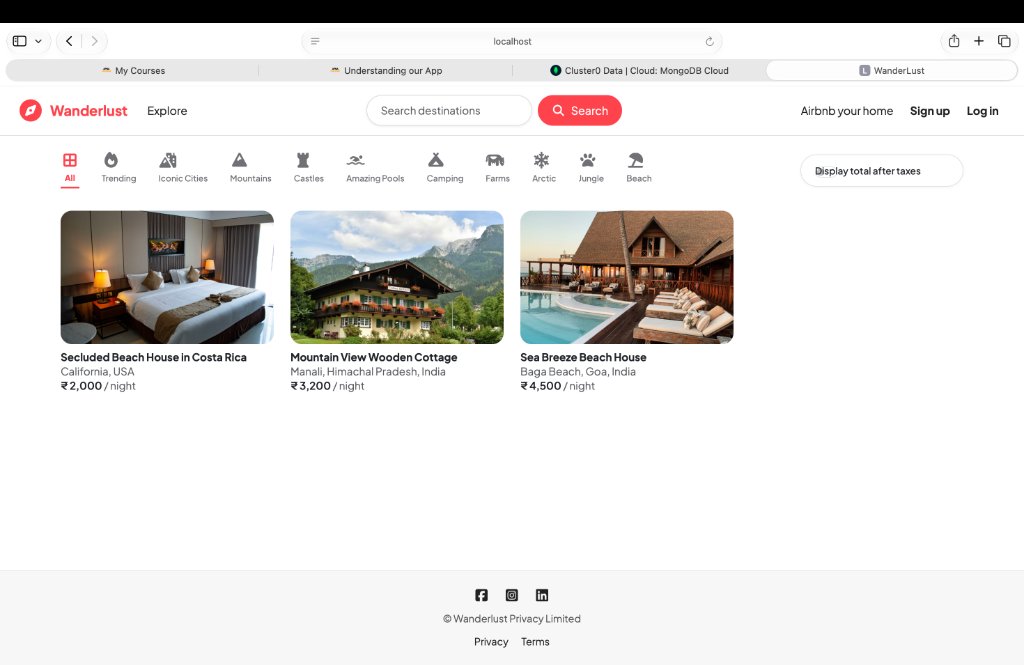 localhost
My Courses
Understanding our App
Cluster0 Data | Cloud: MongoDB Cloud
L WanderLust
Wanderlust Explore Search destinations Search Airbnb your home Sign up Log in
All Trending Iconic Cities Mountains Castles Amazing Pools Camping Farms Arctic Jungle Beach
Display total after taxes
Secluded Beach House in Costa Rica
California, USA
₹ 2,000 / night
Mountain View Wooden Cottage
Manali, Himachal Pradesh, India
₹ 3,200 / night
Sea Breeze Beach House
Baga Beach, Goa, India
₹ 4,500 / night
© Wanderlust Privacy Limited
Privacy Terms